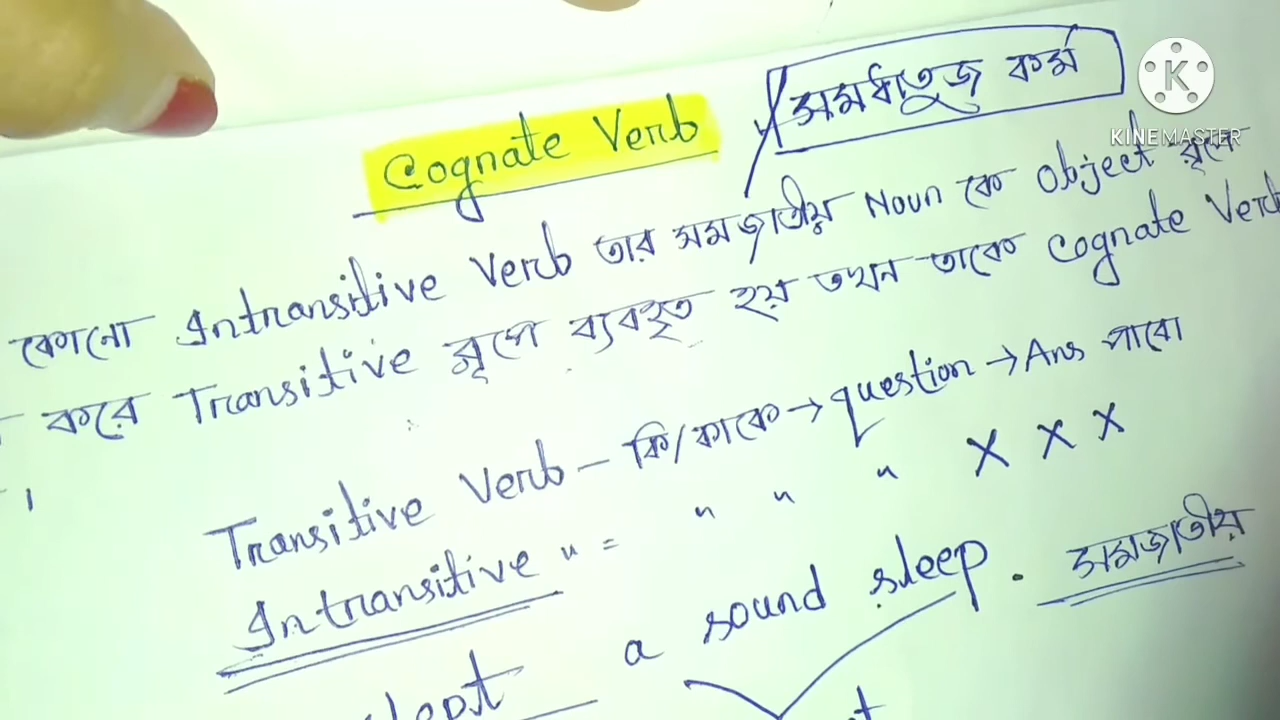 Cognate Verb
সমধাতুজ কর্ম
KINEMASTER
কোনো Intransitive Verb তার সমজাতীয় Noun কে Object রূপে
করে Transitive রূপে ব্যবহৃত হয় তখন তাকে Cognate Verb
।
Transitive Verb – কি/কাকে → question → Ans পাবো
Intransitive " = " " " X X X
slept a sound sleep. সমজাতীয়